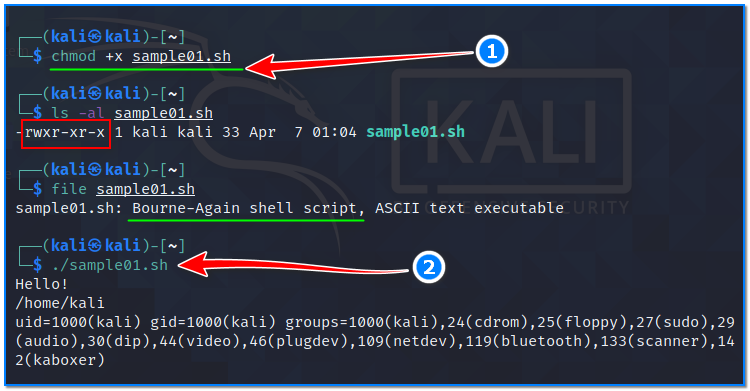 ┌──(kali㉿kali)-[~]
└─$ chmod +x sample01.sh
1
┌──(kali㉿kali)-[~]
└─$ ls -al sample01.sh
-rwxr-xr-x 1 kali kali 33 Apr  7 01:04 sample01.sh
KALI
┌──(kali㉿kali)-[~]
└─$ file sample01.sh
sample01.sh: Bourne-Again shell script, ASCII text executable
┌──(kali㉿kali)-[~]
└─$ ./sample01.sh
2
Hello!
/home/kali
uid=1000(kali) gid=1000(kali) groups=1000(kali),24(cdrom),25(floppy),27(sudo),29
(audio),30(dip),44(video),46(plugdev),109(netdev),119(bluetooth),133(scanner),14
2(kaboxer)